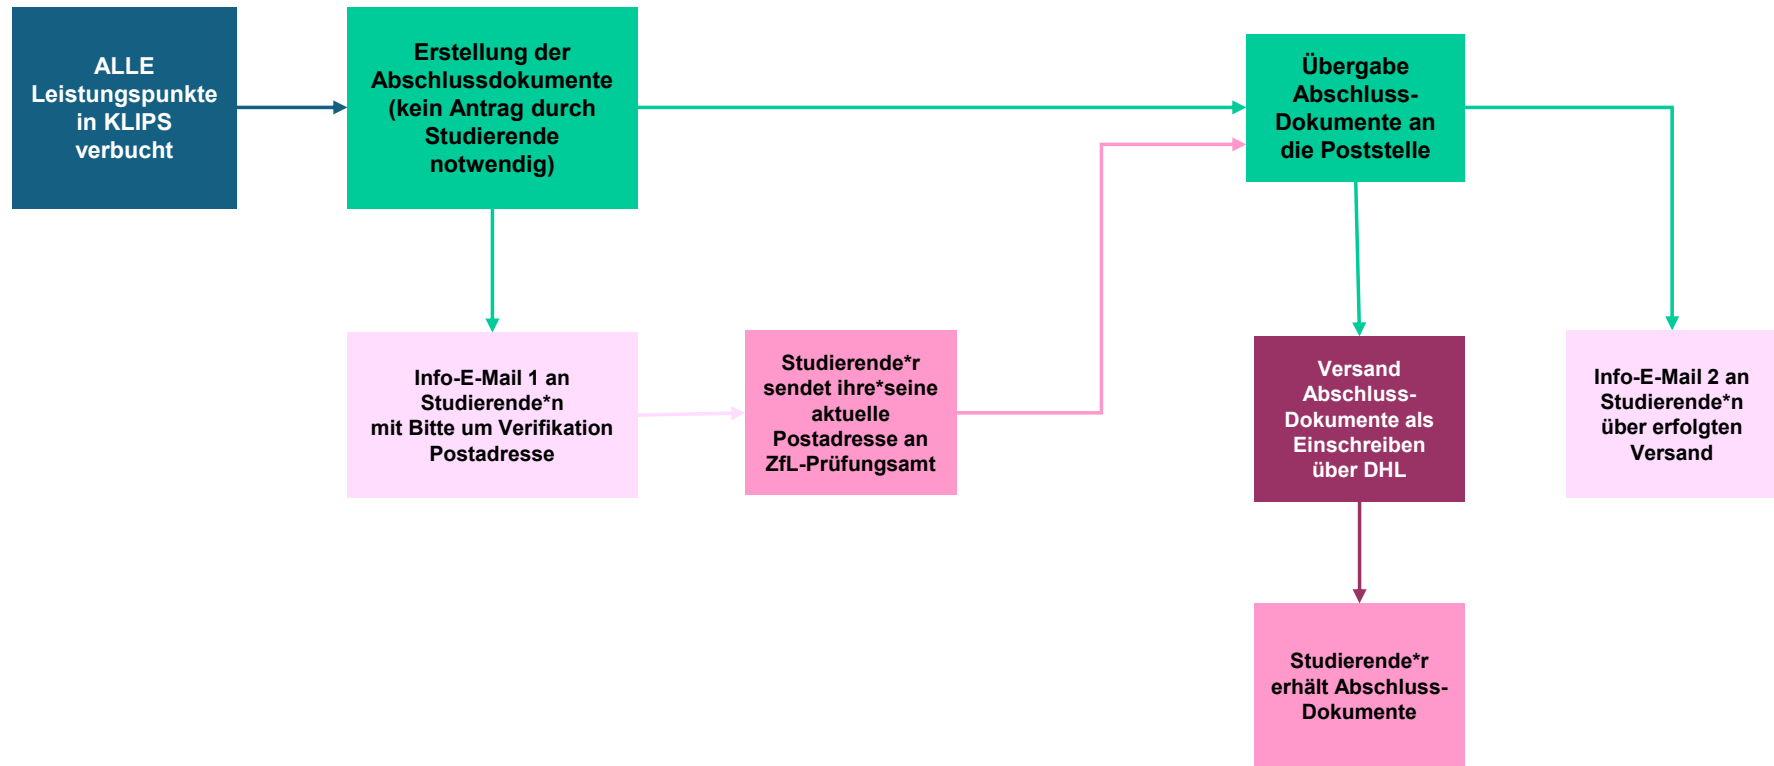 ALLE
Leistungspunkte
in KLIPS
verbucht
Erstellung der
Abschlussdokumente
(kein Antrag durch
Studierende
notwendig)
Übergabe
Abschluss-
Dokumente an
die Poststelle
Info-E-Mail 1 an
Studierende*n
mit Bitte um Verifikation
Postadresse
Studierende*r
sendet ihre*seine
aktuelle
Postadresse an
ZfL-Prüfungsamt
Versand
Abschluss-
Dokumente als
Einschreiben
über DHL
Info-E-Mail 2 an
Studierende*n
über erfolgten
Versand
Studierende*r
erhält Abschluss-
Dokumente